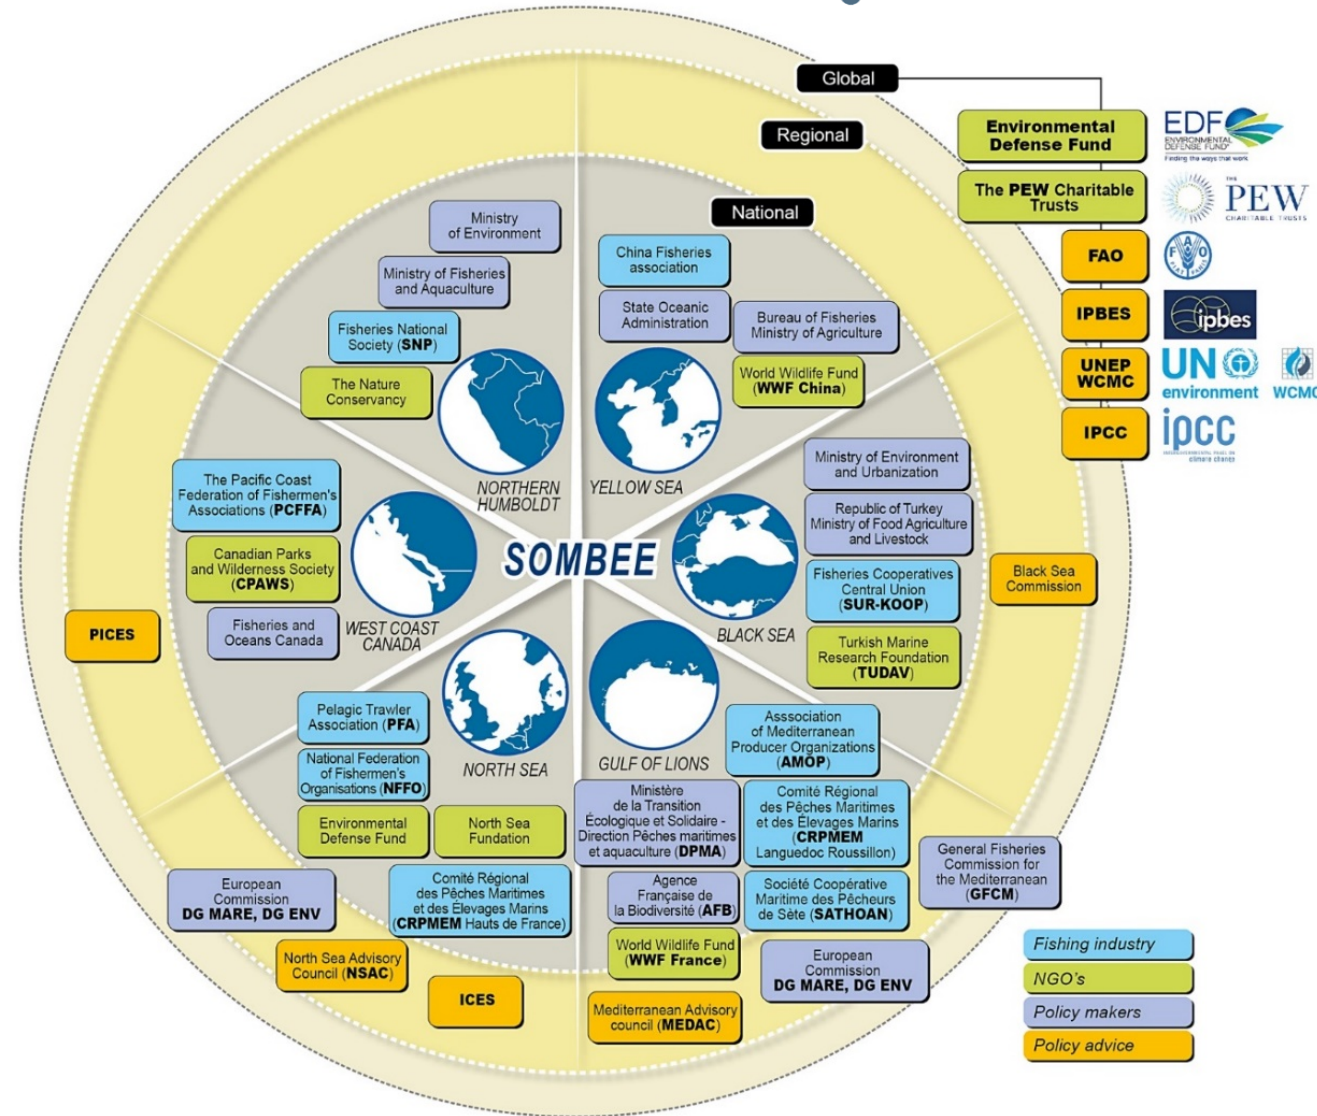 Global
Regional
National
Environmental
Defense Fund
EDF
ENVIRONMENTAL
DEFENSE FUND®
Finding the ways that work
The PEW Charitable
Trusts
THE
PEW
CHARITABLE TRUSTS
FAO
F A O
FIAT PANIS
IPBES
ipbes
UNEP
WCMC
UN
environment
WCMC
IPCC
ipcc
INTERGOVERNMENTAL PANEL ON
climate change
Ministry
of Environment
Ministry of Fisheries
and Aquaculture
Fisheries National
Society (SNP)
The Nature
Conservancy
NORTHERN
HUMBOLDT
China Fisheries
association
State Oceanic
Administration
Bureau of Fisheries
Ministry of Agriculture
World Wildlife Fund
(WWF China)
YELLOW SEA
The Pacific Coast
Federation of Fishermen's
Associations (PCFFA)
Canadian Parks
and Wilderness Society
(CPAWS)
Fisheries and
Oceans Canada
WEST COAST
CANADA
PICES
SOMBEE
Ministry of Environment
and Urbanization
Republic of Turkey
Ministry of Food Agriculture
and Livestock
Fisheries Cooperatives
Central Union
(SUR-KOOP)
Turkish Marine
Research Foundation
(TUDAV)
BLACK SEA
Black Sea
Commission
Pelagic Trawler
Association (PFA)
National Federation
of Fishermen's
Organisations (NFFO)
Environmental
Defense Fund
North Sea
Fundation
Comité Régional
des Pêches Maritimes
et des Élevages Marins
(CRPMEM Hauts de France)
NORTH SEA
European
Commission
DG MARE, DG ENV
North Sea Advisory
Council (NSAC)
ICES
GULF OF LIONS
Asssociation
of Mediterranean
Producer Organizations
(AMOP)
Ministère
de la Transition
Écologique et Solidaire -
Direction Pêches maritimes
et aquaculture (DPMA)
Comité Régional
des Pêches Maritimes
et des Élevages Marins
(CRPMEM
Languedoc Roussillon)
Agence
Française de
la Biodiversité (AFB)
Société Coopérative
Maritime des Pêcheurs
de Sète (SATHOAN)
World Wildlife Fund
(WWF France)
European
Commission
DG MARE, DG ENV
Mediterranean Advisory
council (MEDAC)
General Fisheries
Commission for
the Mediterranean
(GFCM)
Fishing industry
NGO's
Policy makers
Policy advice